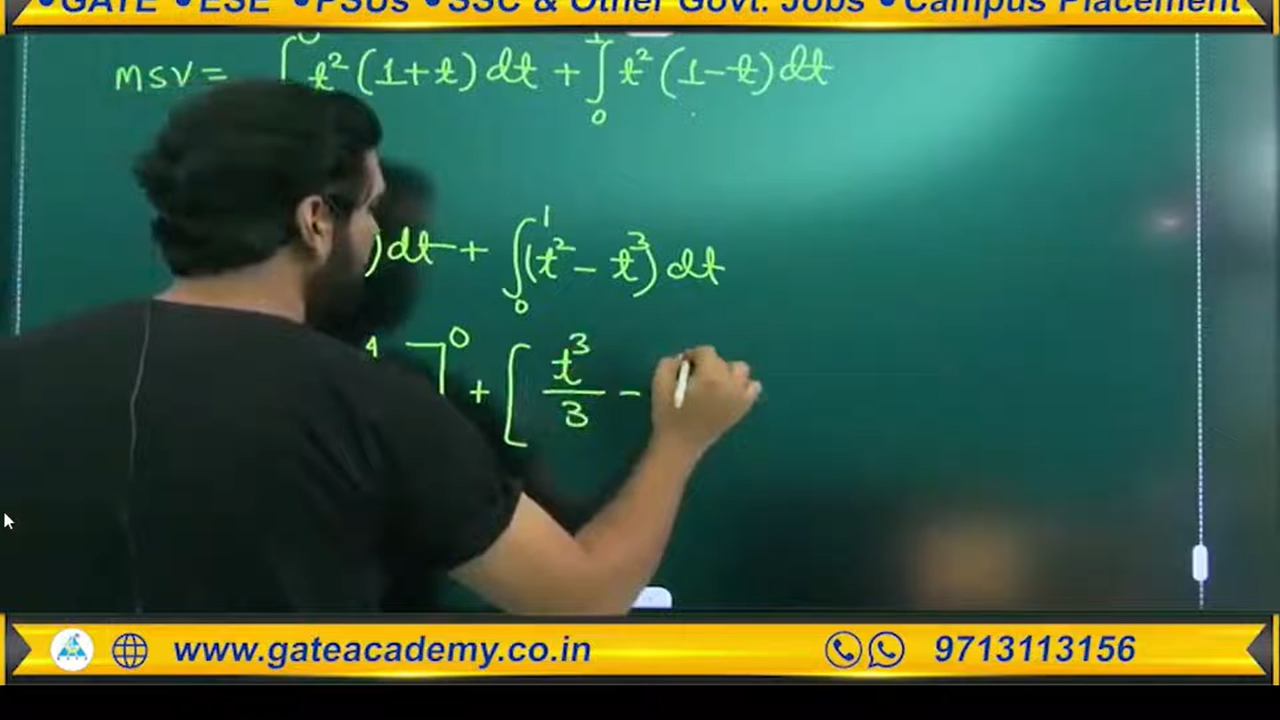 •GATE •ESE •PSUs •SSC & Other Govt. Jobs •Campus Placement
MSV = ∫ t²(1+t)dt + ∫₀¹ t²(1-t)dt
)dt + ∫₀¹ (t² - t³)dt
4 ]⁰ + [ t³/3 -
www.gateacademy.co.in 9713113156